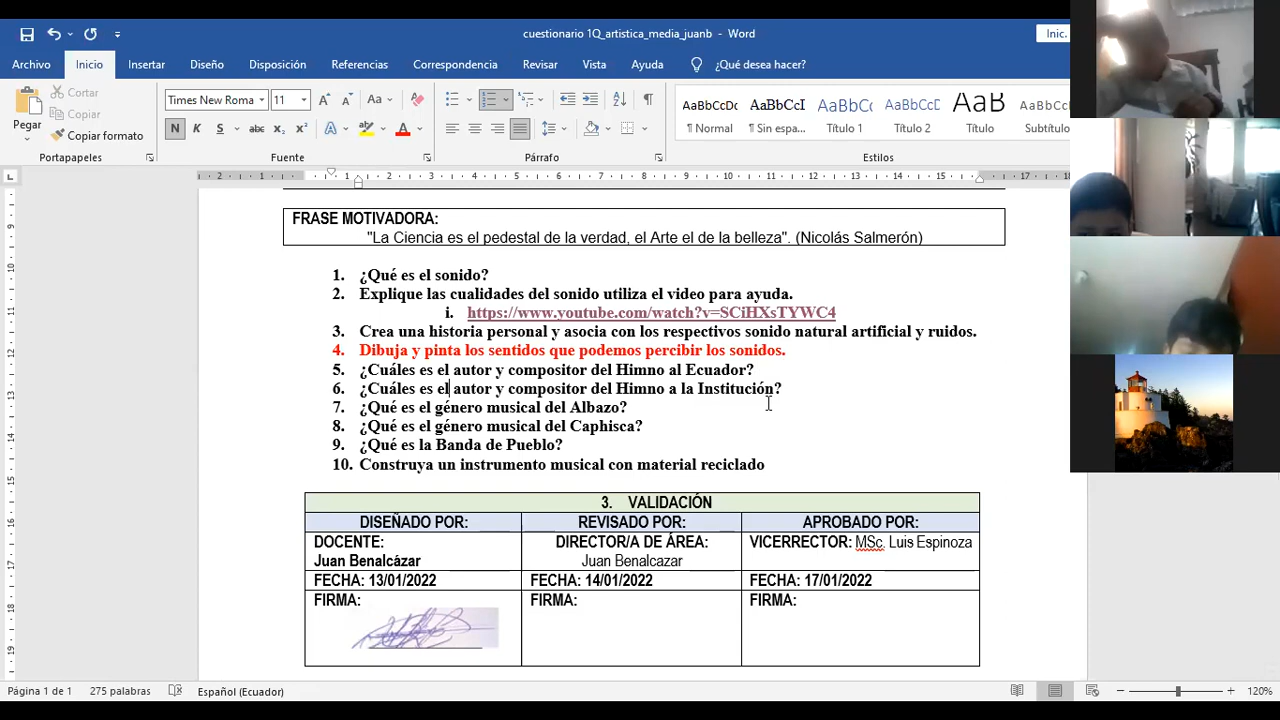 cuestionario 1Q_artistica_media_juanb - Word
Inic.
Archivo Inicio Insertar Diseño Disposición Referencias Correspondencia Revisar Vista Ayuda ¿Qué desea hacer?
Pegar
Cortar
Copiar
Copiar formato
Portapapeles
Times New Roma 11
Aa
N K S abc x₂ x²
Fuente
Párrafo
AaBbCcDc AaBbCcI AaBbC AaBbCcL AaB AaBbCc
¶ Normal ¶ Sin espa... Título 1 Título 2 Título Subtítulo
Estilos
FRASE MOTIVADORA:
"La Ciencia es el pedestal de la verdad, el Arte el de la belleza". (Nicolás Salmerón)
1. ¿Qué es el sonido?
2. Explique las cualidades del sonido utiliza el video para ayuda.
i. https://www.youtube.com/watch?v=SCiHXsTYWC4
3. Crea una historia personal y asocia con los respectivos sonido natural artificial y ruidos.
4. Dibuja y pinta los sentidos que podemos percibir los sonidos.
5. ¿Cuáles es el autor y compositor del Himno al Ecuador?
6. ¿Cuáles es el autor y compositor del Himno a la Institución?
7. ¿Qué es el género musical del Albazo?
8. ¿Qué es el género musical del Caphisca?
9. ¿Qué es la Banda de Pueblo?
10. Construya un instrumento musical con material reciclado
3. VALIDACIÓN
DISEÑADO POR: REVISADO POR: APROBADO POR:
DOCENTE: DIRECTOR/A DE ÁREA: VICERRECTOR: MSc. Luis Espinoza
Juan Benalcázar Juan Benalcazar
FECHA: 13/01/2022 FECHA: 14/01/2022 FECHA: 17/01/2022
FIRMA: FIRMA: FIRMA:
Página 1 de 1 275 palabras Español (Ecuador) 120%